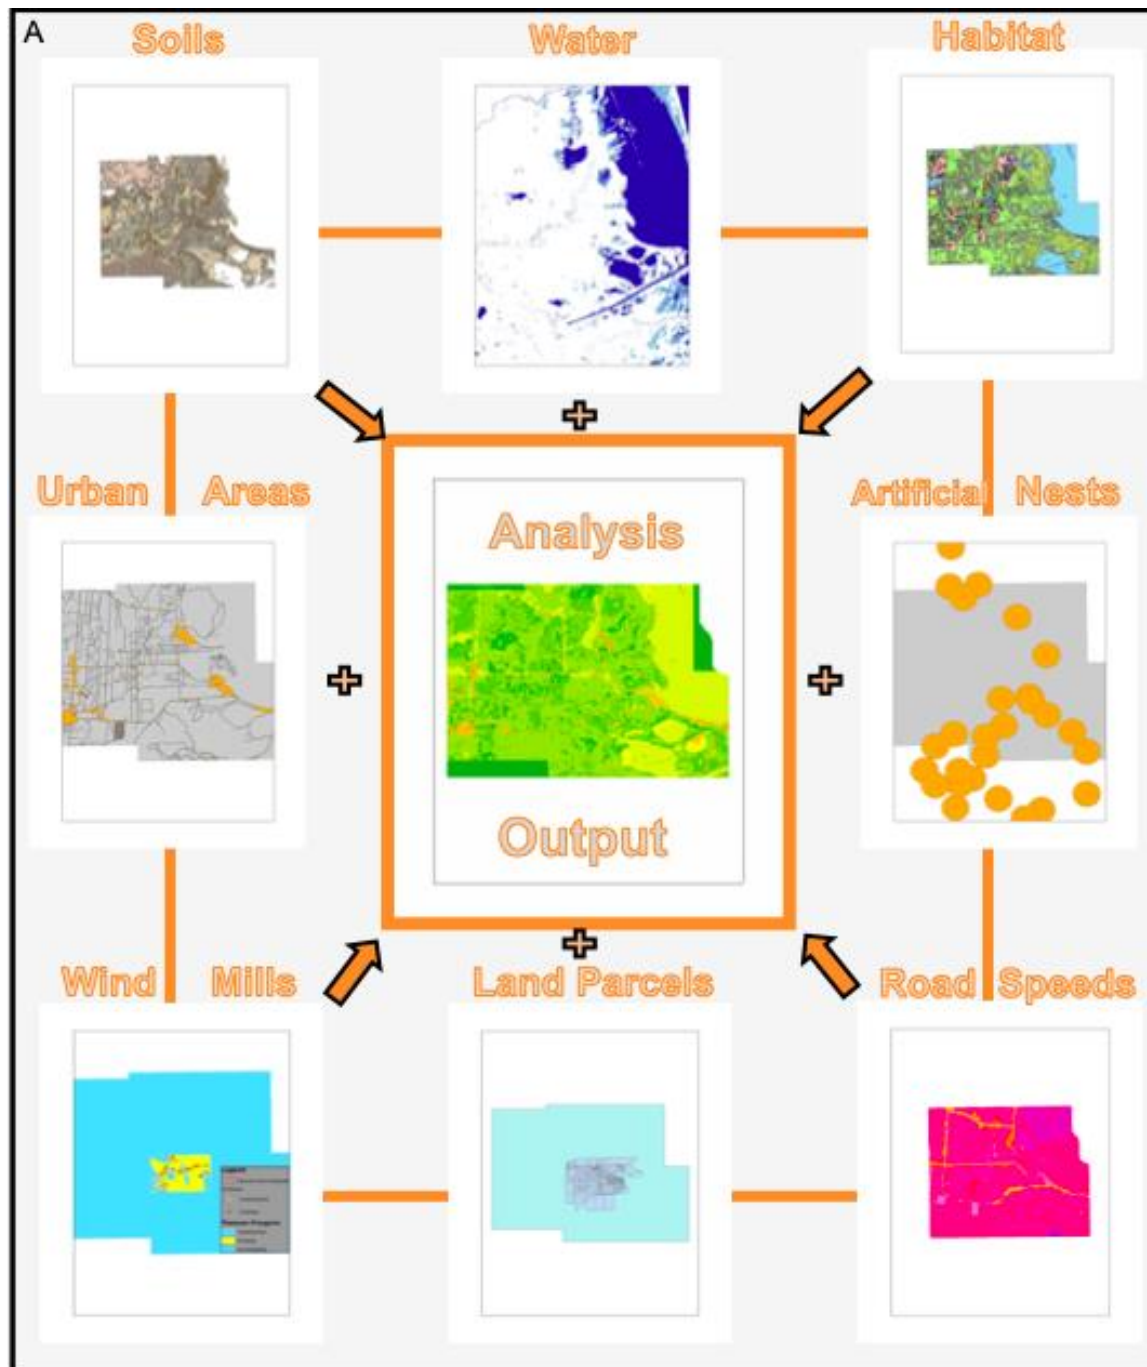 A
Soils
Water
Habitat
Urban Areas
Artificial Nests
Analysis
Output
Wind Mills
Land Parcels
Road Speeds